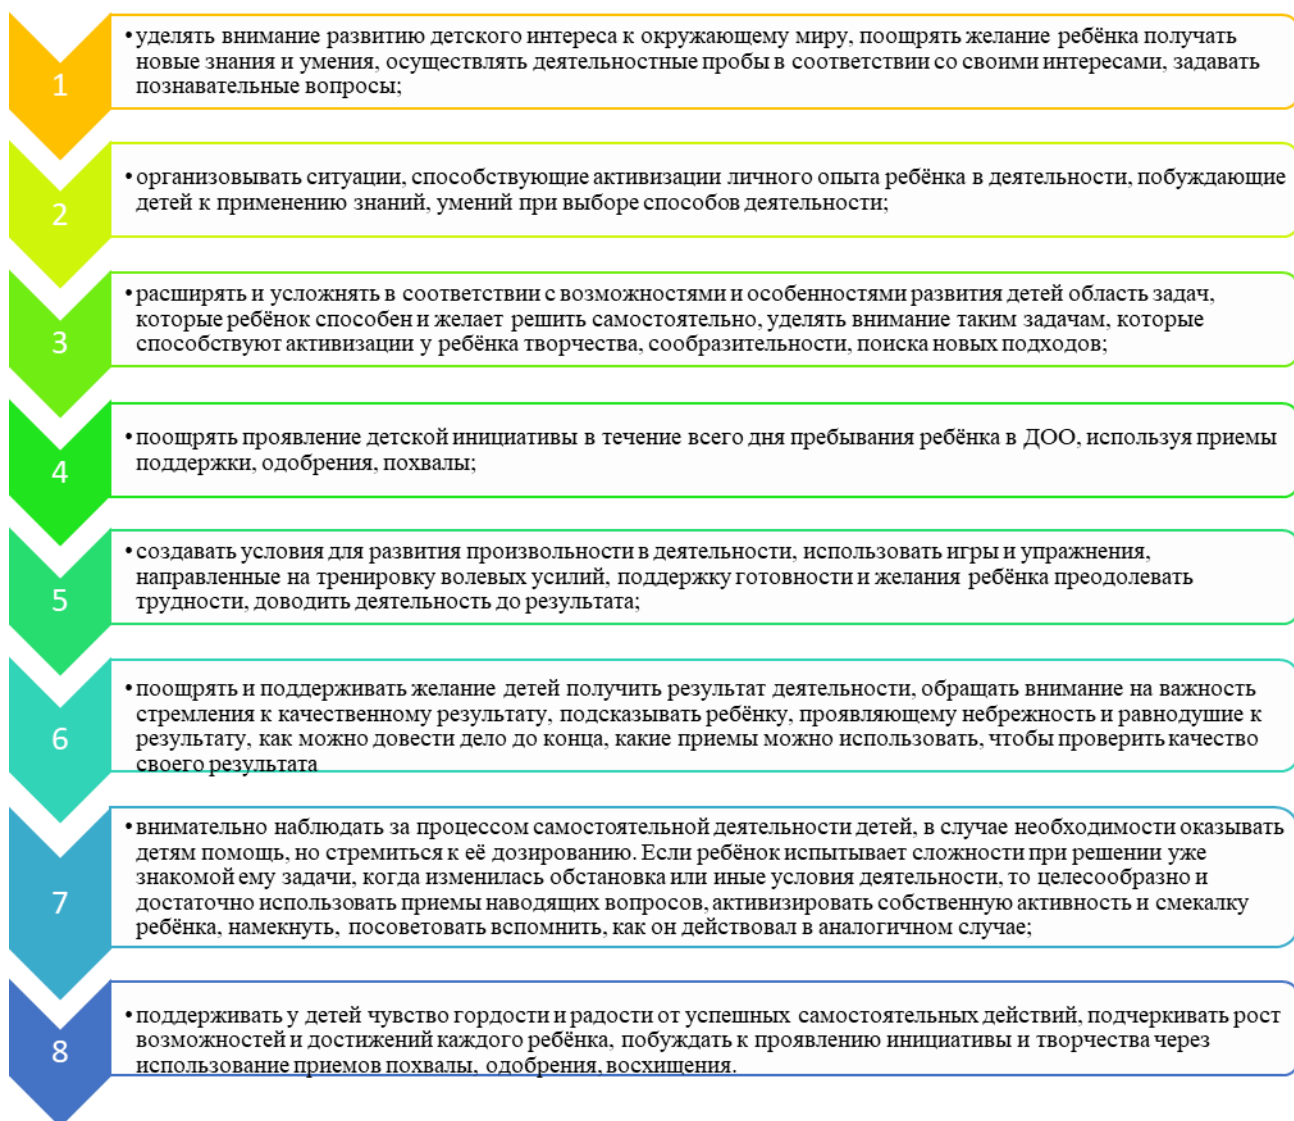 1
• уделять внимание развитию детского интереса к окружающему миру, поощрять желание ребёнка получать
новые знания и умения, осуществлять деятельностные пробы в соответствии со своими интересами, задавать
познавательные вопросы;
2
• организовывать ситуации, способствующие активизации личного опыта ребёнка в деятельности, побуждающие
детей к применению знаний, умений при выборе способов деятельности;
3
• расширять и усложнять в соответствии с возможностями и особенностями развития детей область задач,
которые ребёнок способен и желает решить самостоятельно, уделять внимание таким задачам, которые
способствуют активизации у ребёнка творчества, сообразительности, поиска новых подходов;
4
• поощрять проявление детской инициативы в течение всего дня пребывания ребёнка в ДОО, используя приемы
поддержки, одобрения, похвалы;
5
• создавать условия для развития произвольности в деятельности, использовать игры и упражнения,
направленные на тренировку волевых усилий, поддержку готовности и желания ребёнка преодолевать
трудности, доводить деятельность до результата;
6
• поощрять и поддерживать желание детей получить результат деятельности, обращать внимание на важность
стремления к качественному результату, подсказывать ребёнку, проявляющему небрежность и равнодушие к
результату, как можно довести дело до конца, какие приемы можно использовать, чтобы проверить качество
своего результата
7
• внимательно наблюдать за процессом самостоятельной деятельности детей, в случае необходимости оказывать
детям помощь, но стремиться к её дозированию. Если ребёнок испытывает сложности при решении уже
знакомой ему задачи, когда изменилась обстановка или иные условия деятельности, то целесообразно и
достаточно использовать приемы наводящих вопросов, активизировать собственную активность и смекалку
ребёнка, намекнуть, посоветовать вспомнить, как он действовал в аналогичном случае;
8
• поддерживать у детей чувство гордости и радости от успешных самостоятельных действий, подчеркивать рост
возможностей и достижений каждого ребёнка, побуждать к проявлению инициативы и творчества через
использование приемов похвалы, одобрения, восхищения.